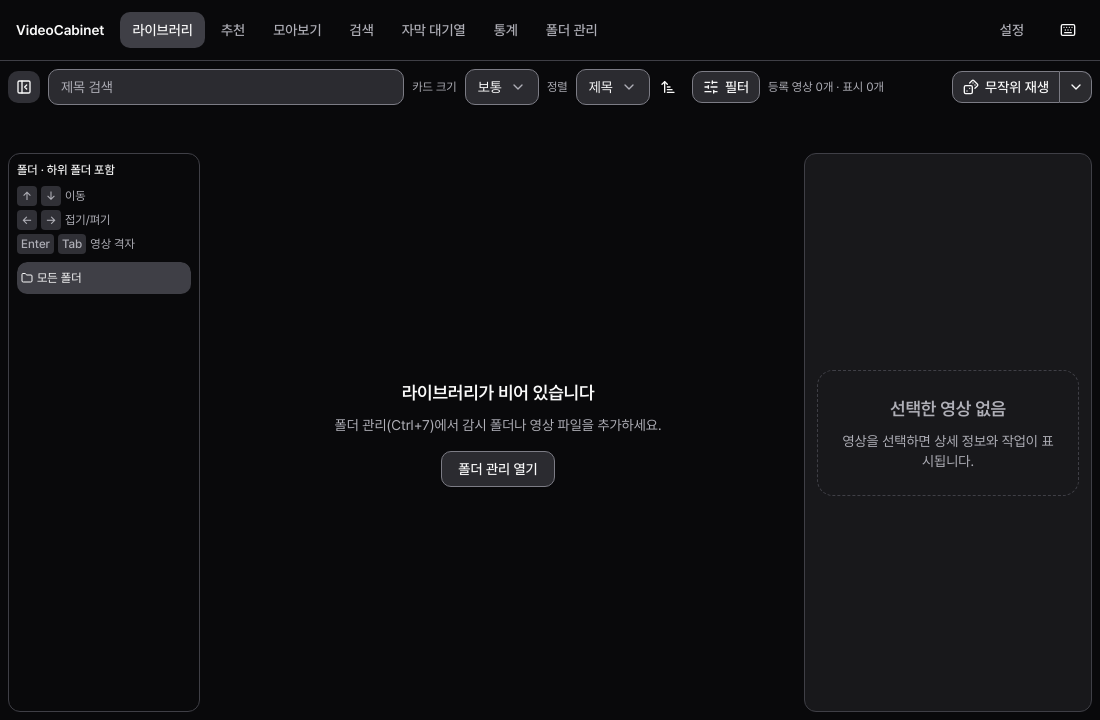 VideoCabinet 라이브러리 추천 모아보기 검색 자막 대기열 통계 폴더 관리 설정
제목 검색 카드 크기 보통 정렬 제목 필터 등록 영상 0개 · 표시 0개 무작위 재생
폴더 · 하위 폴더 포함
↑ ↓ 이동
← → 접기/펴기
Enter Tab 영상 격자
모든 폴더
라이브러리가 비어 있습니다
폴더 관리(Ctrl+7)에서 감시 폴더나 영상 파일을 추가하세요.
폴더 관리 열기
선택한 영상 없음
영상을 선택하면 상세 정보와 작업이 표
시됩니다.